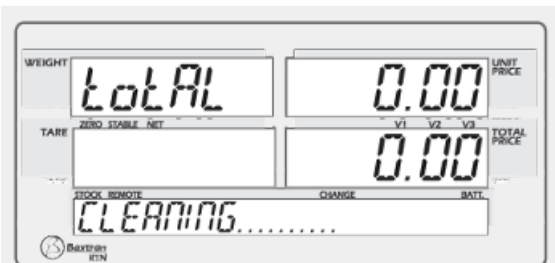 WEIGHT totAL 0.00 UNIT PRICE
ZERO STABLE NET V1 V2 V3
TARE 0.00 TOTAL PRICE
STOCK REMOTE CHANGE BATT.
CLEANING..........
Baxtran